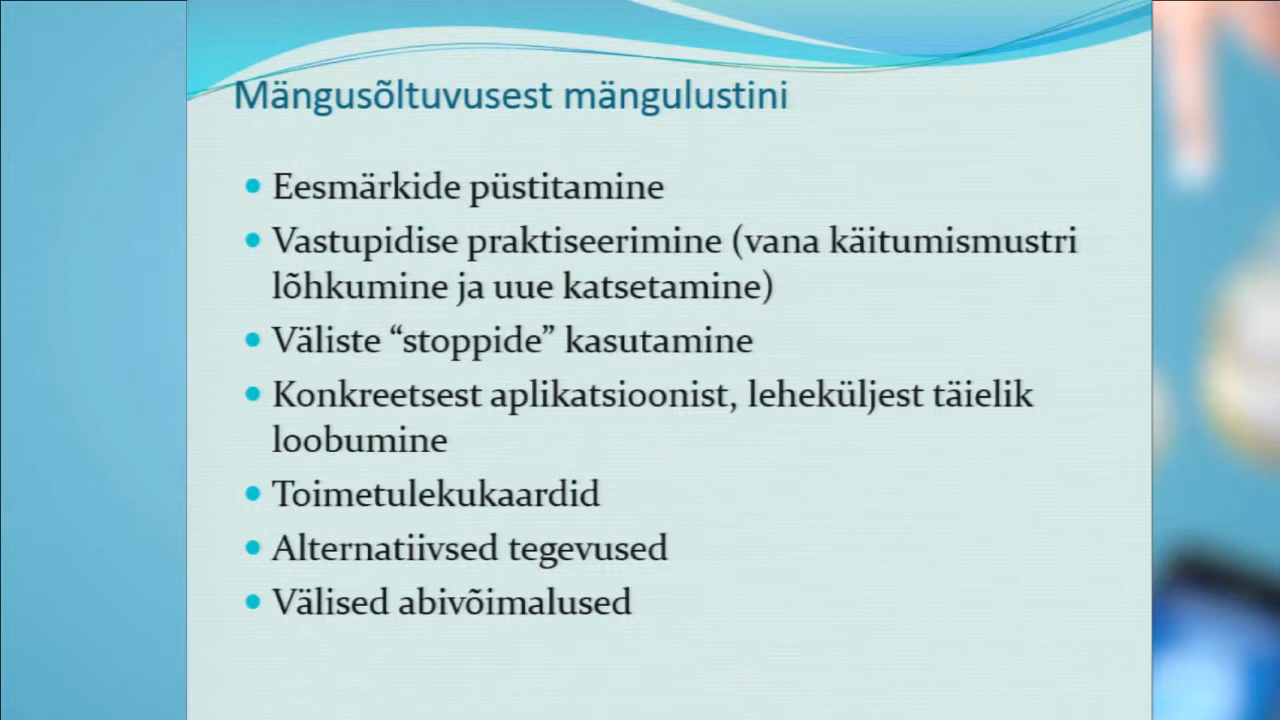 Mängusõltuvusest mängulustini
• Eesmärkide püstitamine
• Vastupidise praktiseerimine (vana käitumismustri
lõhkumine ja uue katsetamine)
• Väliste “stoppide” kasutamine
• Konkreetsest aplikatsioonist, leheküljest täielik
loobumine
• Toimetulekukaardid
• Alternatiivsed tegevused
• Välised abivõimalused